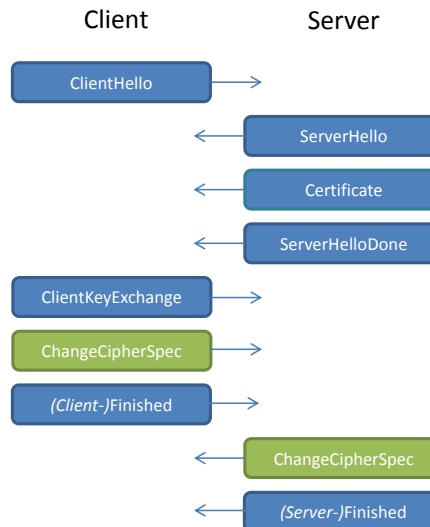 Client Server
ClientHello
ServerHello
Certificate
ServerHelloDone
ClientKeyExchange
ChangeCipherSpec
(Client-)Finished
ChangeCipherSpec
(Server-)Finished